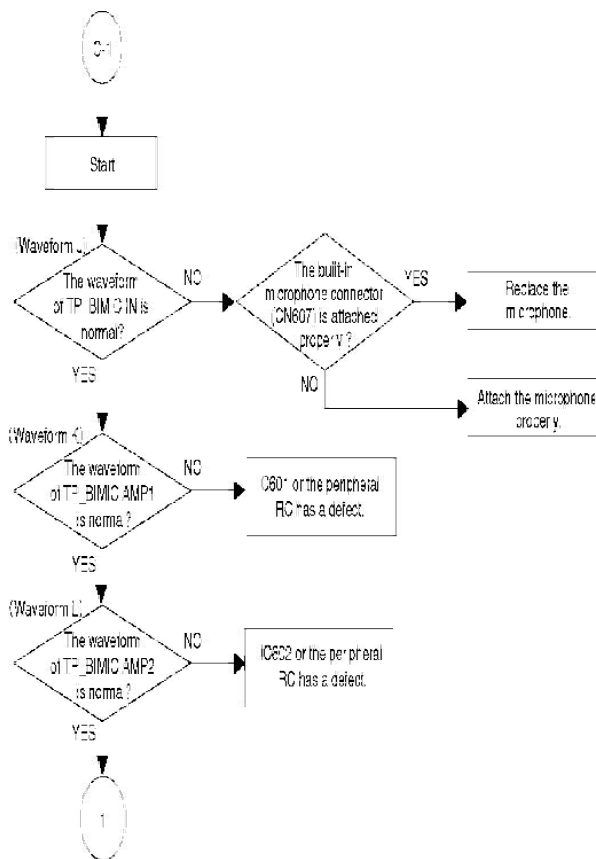 Start
(Waveform J)
The waveform
of TP_BIMIC IN is
normal?
NO
YES
The built-in
microphone connector
(CN607) is attached
properly?
YES
NO
Replace the
microphone.
Attach the microphone
properly.
(Waveform K)
The waveform
of TP_BIMIC AMP1
is normal?
NO
YES
IC601 or the peripheral
RC has a defect.
(Waveform L)
The waveform
of TP_BIMIC AMP2
is normal?
NO
YES
IC602 or the peripheral
RC has a defect.
1